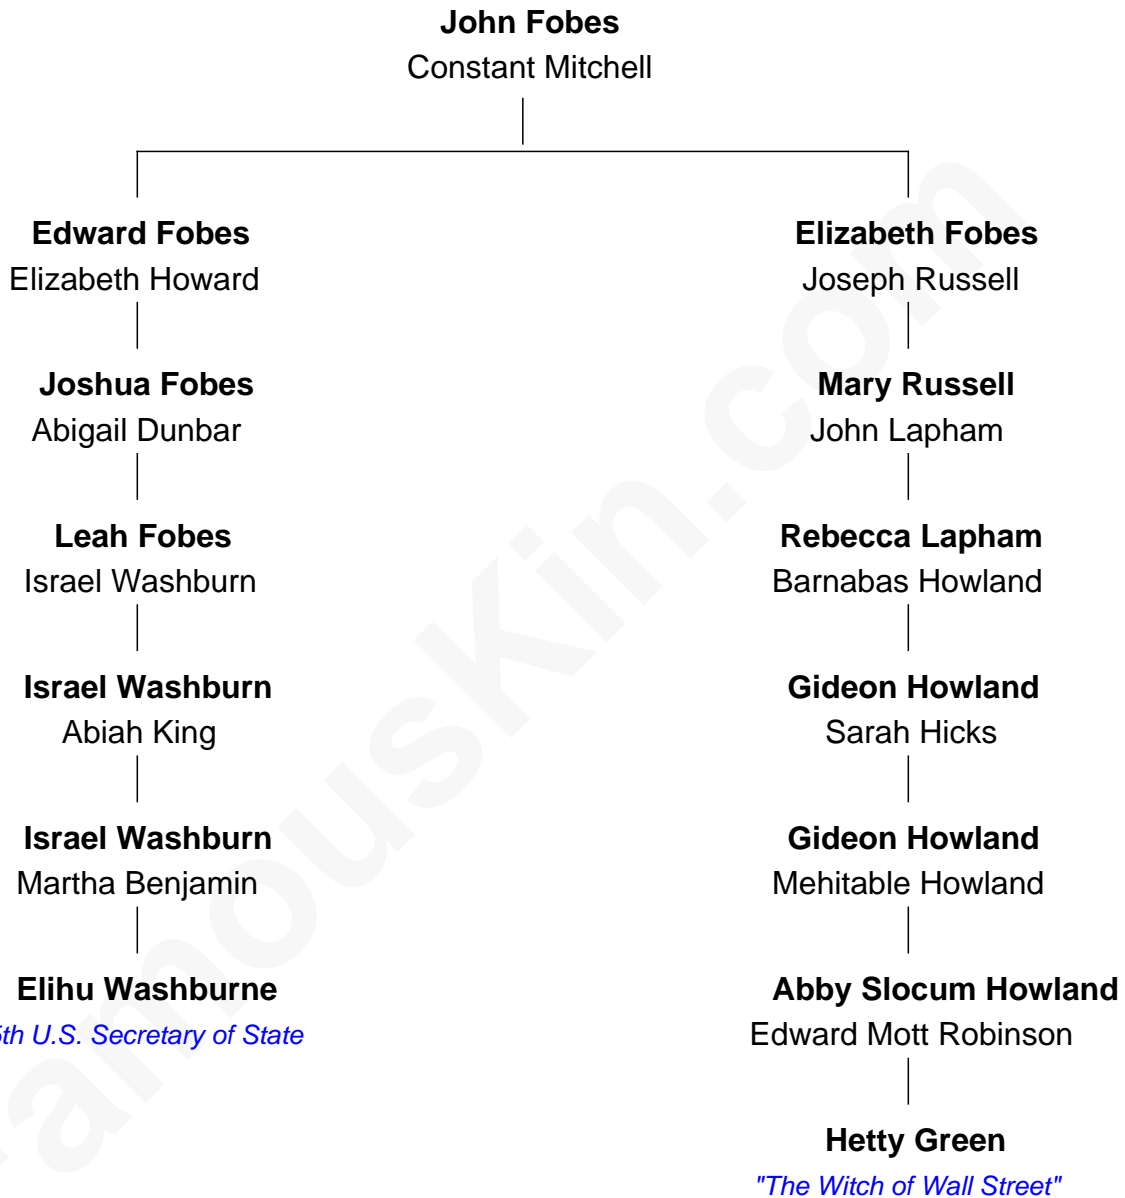 John Fobes
Constant Mitchell
Edward Fobes
Elizabeth Howard
Elizabeth Fobes
Joseph Russell
Joshua Fobes
Abigail Dunbar
Mary Russell
John Lapham
Leah Fobes
Israel Washburn
Rebecca Lapham
Barnabas Howland
Israel Washburn
Abiah King
Gideon Howland
Sarah Hicks
Israel Washburn
Martha Benjamin
Gideon Howland
Mehitable Howland
Elihu Washburne
5th U.S. Secretary of State
Abby Slocum Howland
Edward Mott Robinson
Hetty Green
"The Witch of Wall Street"
FamousKin.com